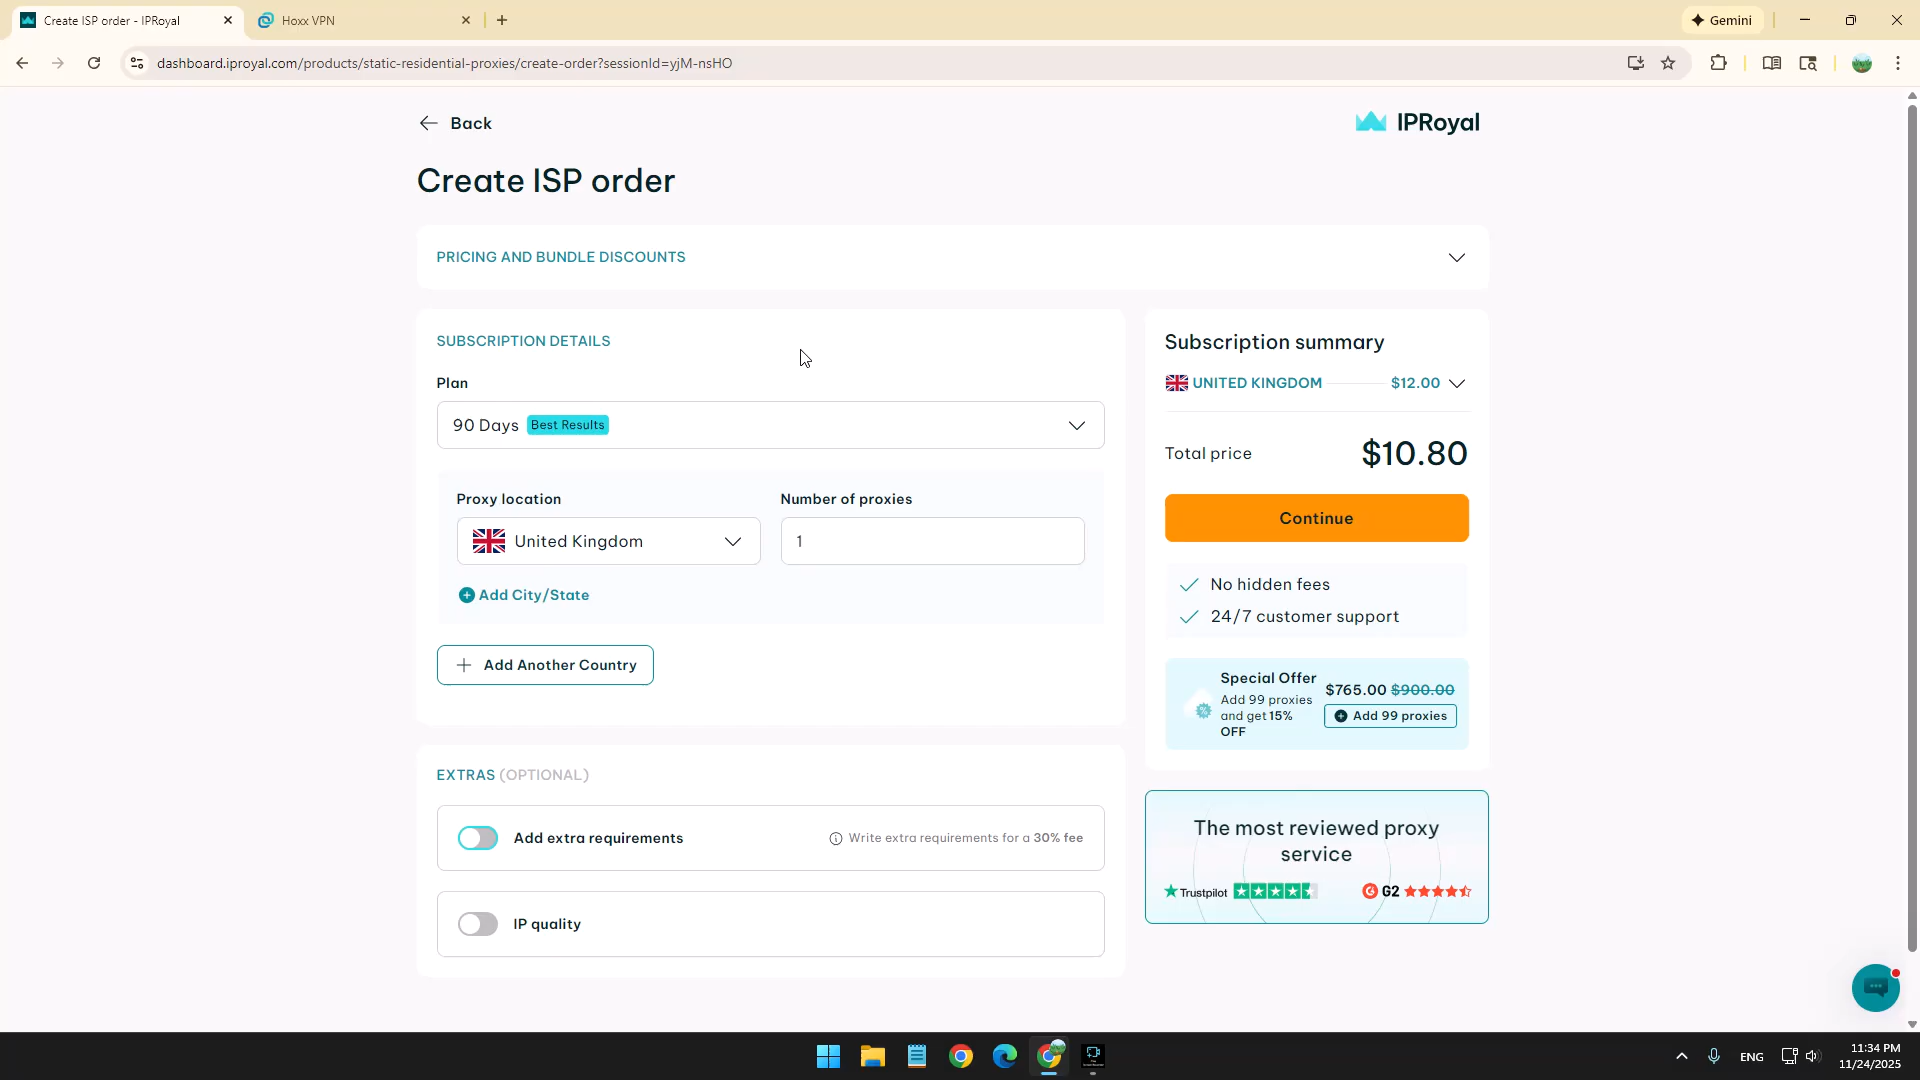 Create ISP order - IPRoyal
Hoxx VPN
Gemini
dashboard.iproyal.com/products/static-residential-proxies/create-order?sessionId=yjM-nsHO
Back
IPRoyal
Create ISP order
PRICING AND BUNDLE DISCOUNTS
SUBSCRIPTION DETAILS
Plan
90 Days Best Results
Proxy location
Number of proxies
United Kingdom
1
Add City/State
Add Another Country
EXTRAS (OPTIONAL)
Add extra requirements
Write extra requirements for a 30% fee
IP quality
Subscription summary
UNITED KINGDOM $12.00
Total price $10.80
Continue
No hidden fees
24/7 customer support
Special Offer
Add 99 proxies
and get 15%
OFF
$765.00 $900.00
Add 99 proxies
The most reviewed proxy
service
Trustpilot
G2
ENG
11:34 PM
11/24/2025